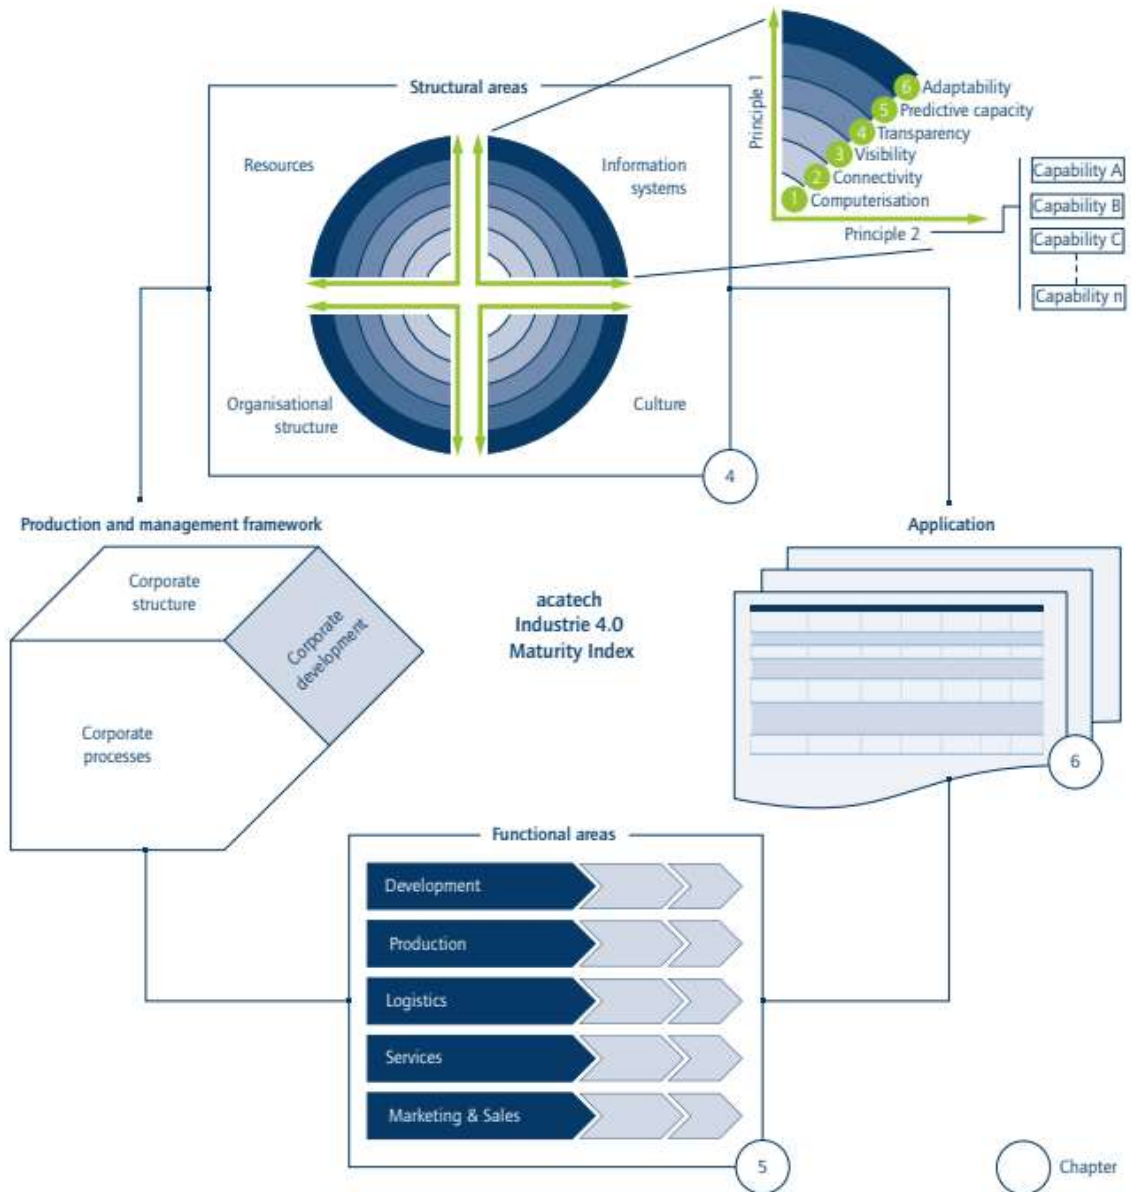 Structural areas
Resources
Information
systems
Organisational
structure
Culture
4
Principle 1
6 Adaptability
5 Predictive capacity
4 Transparency
3 Visibility
2 Connectivity
1 Computerisation
Principle 2
Capability A
Capability B
Capability C
Capability n
Production and management framework
Corporate
structure
Corporate
development
Corporate
processes
acatech
Industrie 4.0
Maturity Index
Application
6
Functional areas
Development
Production
Logistics
Services
Marketing & Sales
5
Chapter